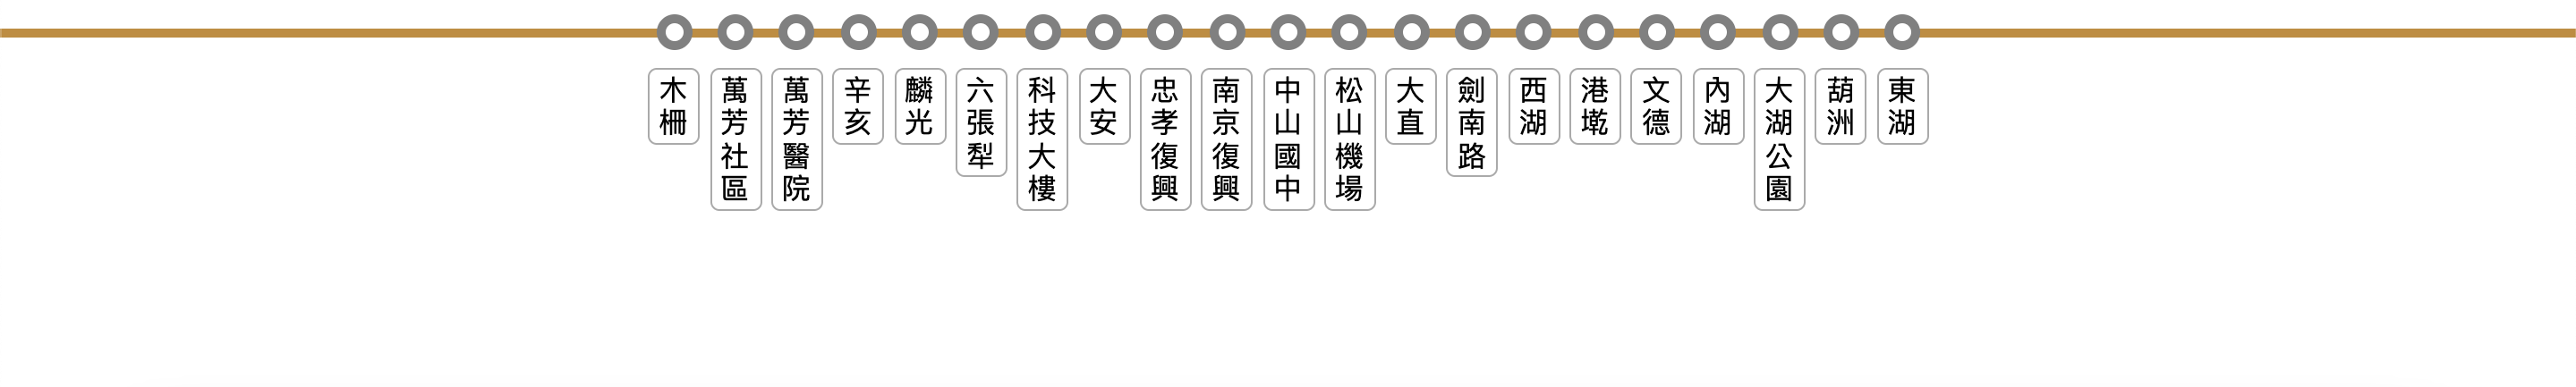 木柵
萬芳社區
萬芳醫院
辛亥
麟光
六張犁
科技大樓
大安
忠孝復興
南京復興
中山國中
松山機場
大直
劍南路
西湖
港墘
文德
內湖
大湖公園
葫洲
東湖